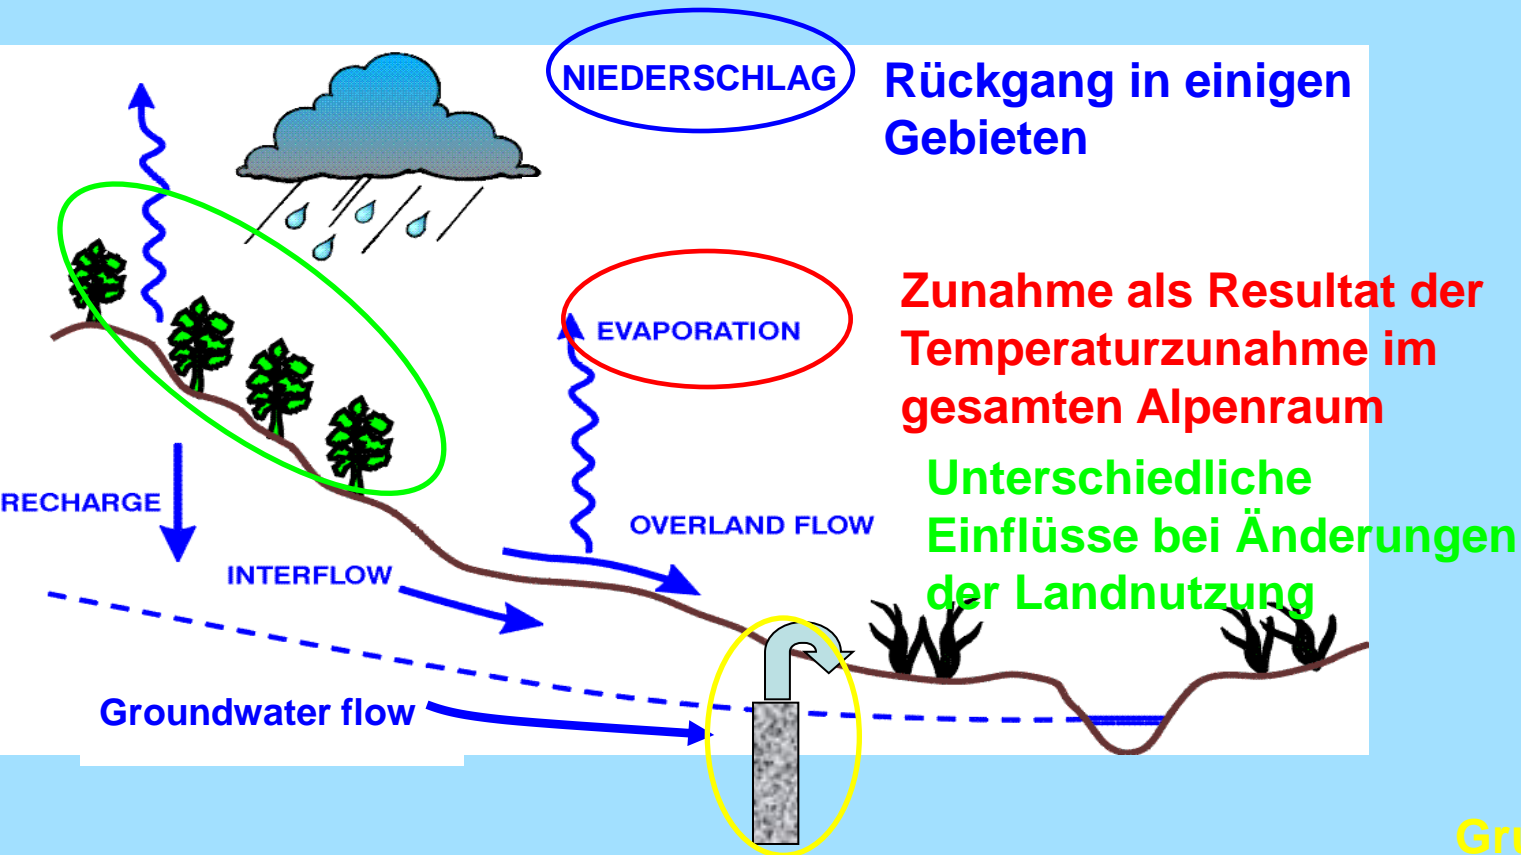 NIEDERSCHLAG
Rückgang in einigen
Gebieten
EVAPORATION
Zunahme als Resultat der
Temperaturzunahme im
gesamten Alpenraum
Unterschiedliche
Einflüsse bei Änderungen
der Landnutzung
RECHARGE
OVERLAND FLOW
INTERFLOW
Groundwater flow